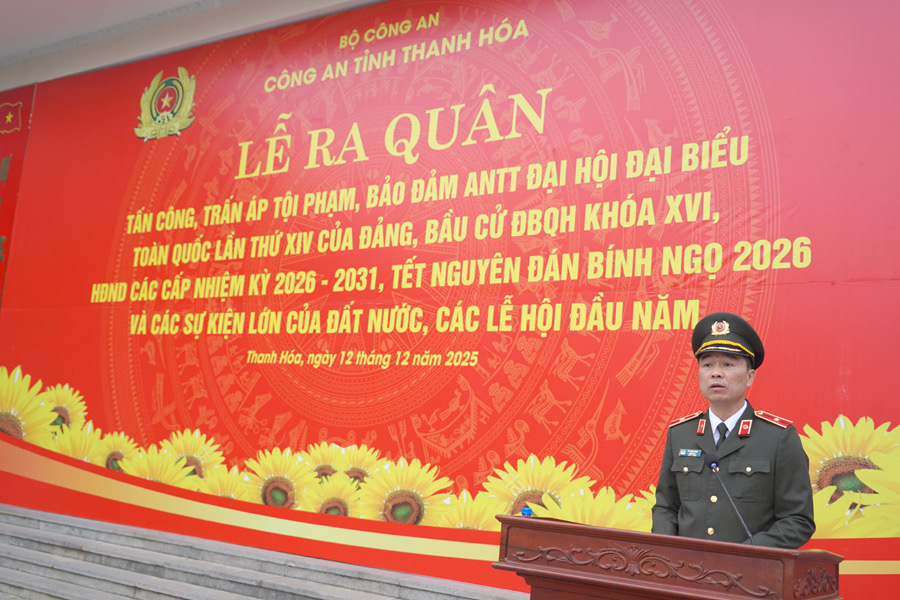 BỘ CÔNG AN
CÔNG AN TỈNH THANH HÓA
LỄ RA QUÂN
TẤN CÔNG, TRẤN ÁP TỘI PHẠM, BẢO ĐẢM ANTT ĐẠI HỘI ĐẠI BIỂU
TOÀN QUỐC LẦN THỨ XIV CỦA ĐẢNG, BẦU CỬ ĐBQH KHÓA XVI,
HĐND CÁC CẤP NHIỆM KỲ 2026 - 2031, TẾT NGUYÊN ĐÁN BÍNH NGỌ 2026
VÀ CÁC SỰ KIỆN LỚN CỦA ĐẤT NƯỚC, CÁC LỄ HỘI ĐẦU NĂM
Thanh Hóa, ngày 12 tháng 12 năm 2025